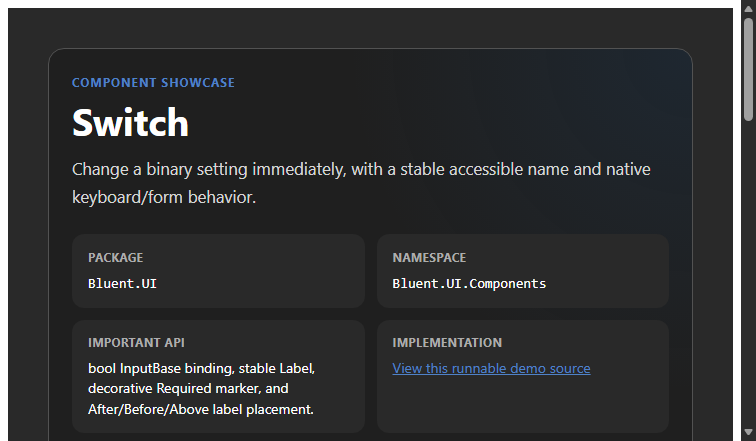 COMPONENT SHOWCASE
Switch
Change a binary setting immediately, with a stable accessible name and native
keyboard/form behavior.
PACKAGE
Bluent.UI
NAMESPACE
Bluent.UI.Components
IMPORTANT API
bool InputBase binding, stable Label,
decorative Required marker, and
After/Before/Above label placement.
IMPLEMENTATION
View this runnable demo source